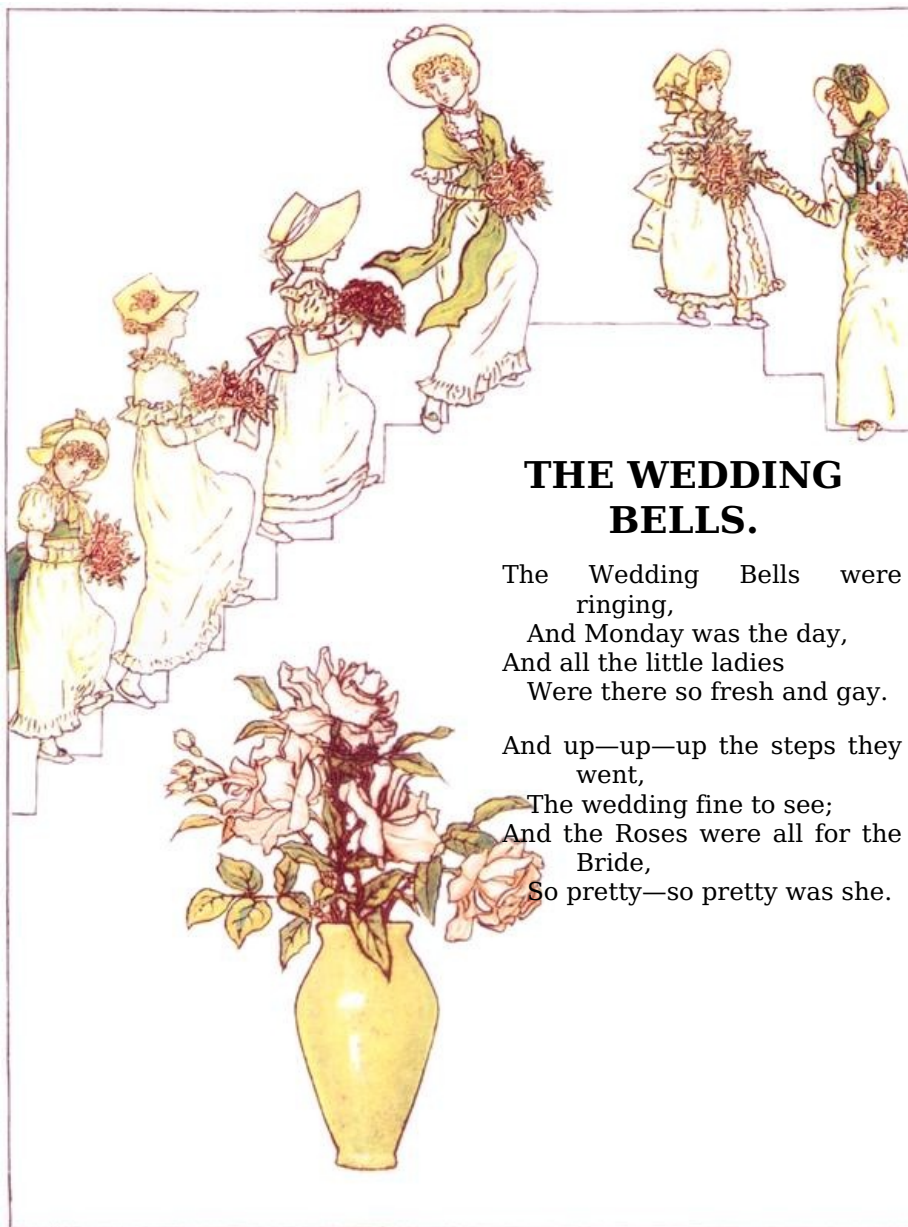 THE WEDDING
BELLS.
The Wedding Bells were
ringing,
And Monday was the day,
And all the little ladies
Were there so fresh and gay.
And up—up—up the steps they
went,
The wedding fine to see;
And the Roses were all for the
Bride,
So pretty—so pretty was she.